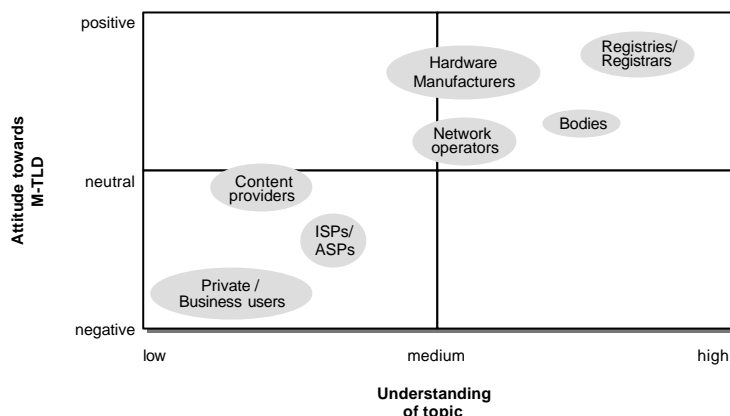 positive
Registries/
Registrars
Hardware
Manufacturers
Bodies
Network
operators
Attitude towards
M-TLD
neutral
Content
providers
ISPs/
ASPs
Private /
Business users
negative
low
medium
high
Understanding
of topic